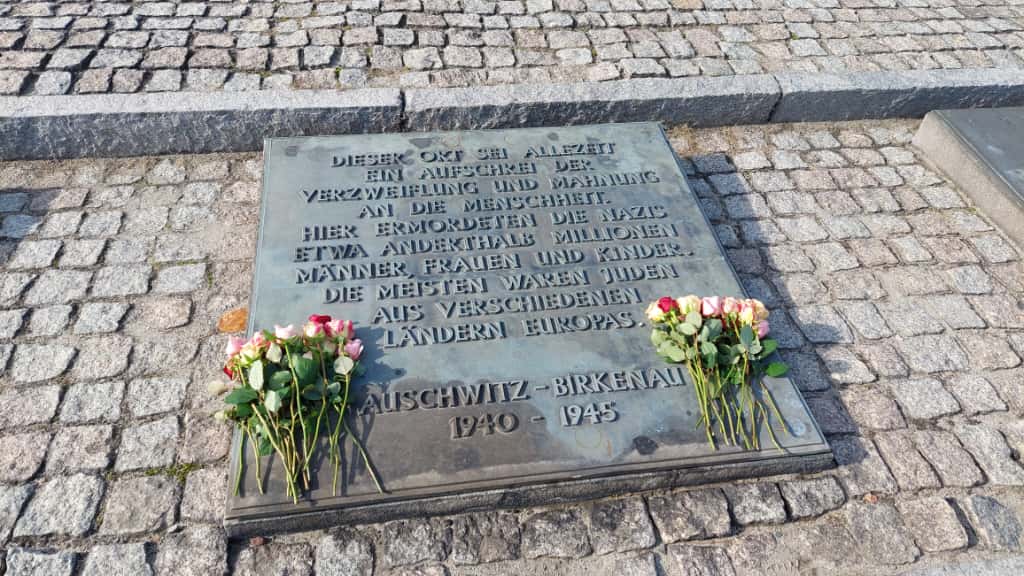 DIESER ORT SEI ALLEZEIT
EIN AUFSCHREI DER
VERZWEIFLUNG UND MAHNUNG
AN DIE MENSCHHEIT.
HIER ERMORDETEN DIE NAZIS
ETWA ANDERTHALB MILLIONEN
MÄNNER, FRAUEN UND KINDER.
DIE MEISTEN WAREN JUDEN
AUS VERSCHIEDENEN
LÄNDERN EUROPAS.
AUSCHWITZ - BIRKENAU
1940 - 1945